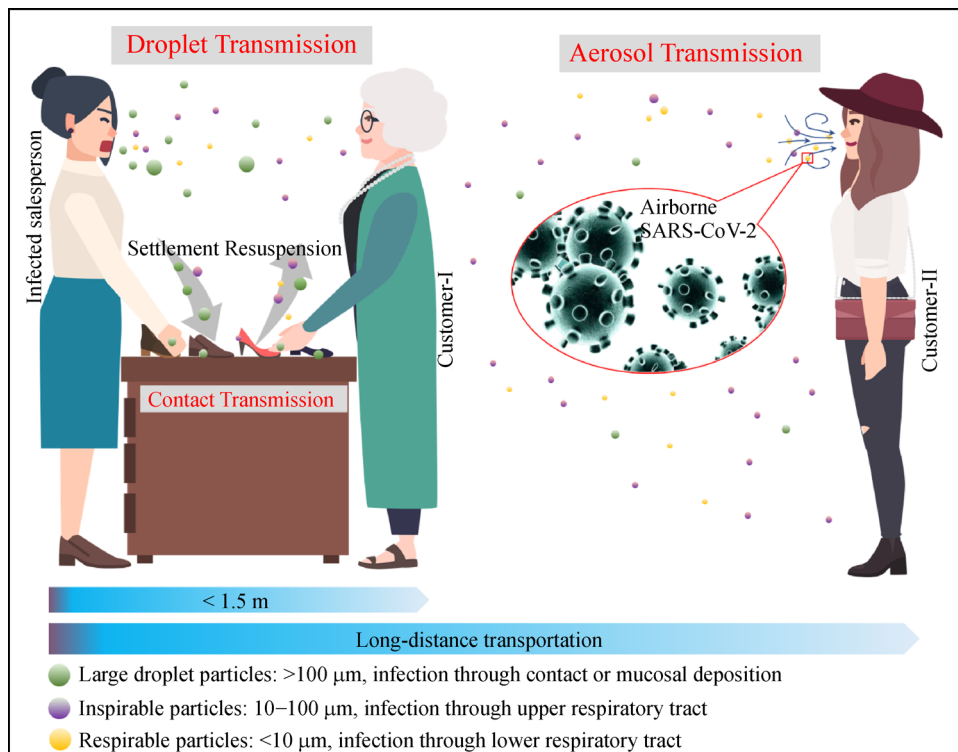 Droplet Transmission
Aerosol Transmission
Infected salesperson
Settlement Resuspension
Customer-I
Airborne
SARS-CoV-2
Customer-II
Contact Transmission
< 1.5 m
Long-distance transportation
Large droplet particles: >100 μm, infection through contact or mucosal deposition
Inspirable particles: 10−100 μm, infection through upper respiratory tract
Respirable particles: <10 μm, infection through lower respiratory tract